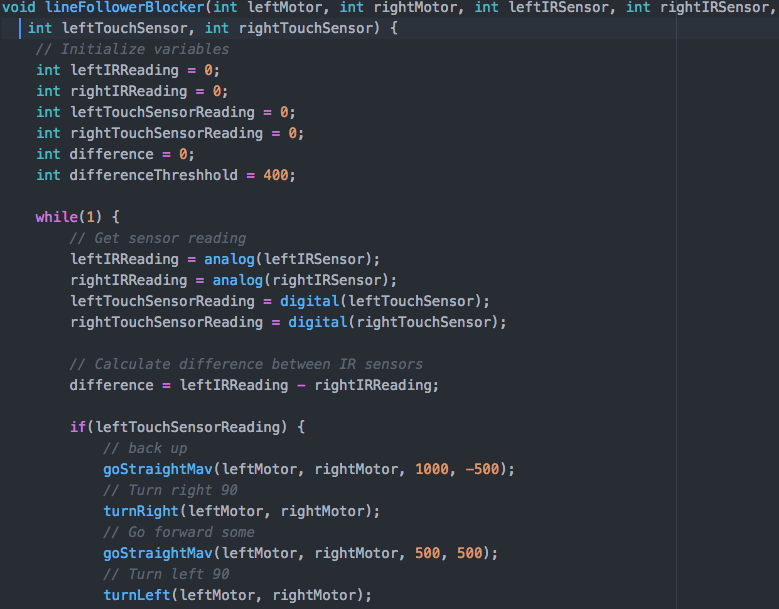 void lineFollowerBlocker(int leftMotor, int rightMotor, int leftIRSensor, int rightIRSensor,
int leftTouchSensor, int rightTouchSensor) {
// Initialize variables
int leftIRReading = 0;
int rightIRReading = 0;
int leftTouchSensorReading = 0;
int rightTouchSensorReading = 0;
int difference = 0;
int differenceThreshhold = 400;
while(1) {
// Get sensor reading
leftIRReading = analog(leftIRSensor);
rightIRReading = analog(rightIRSensor);
leftTouchSensorReading = digital(leftTouchSensor);
rightTouchSensorReading = digital(rightTouchSensor);
// Calculate difference between IR sensors
difference = leftIRReading - rightIRReading;
if(leftTouchSensorReading) {
// back up
goStraightMav(leftMotor, rightMotor, 1000, -500);
// Turn right 90
turnRight(leftMotor, rightMotor);
// Go forward some
goStraightMav(leftMotor, rightMotor, 500, 500);
// Turn left 90
turnLeft(leftMotor, rightMotor);